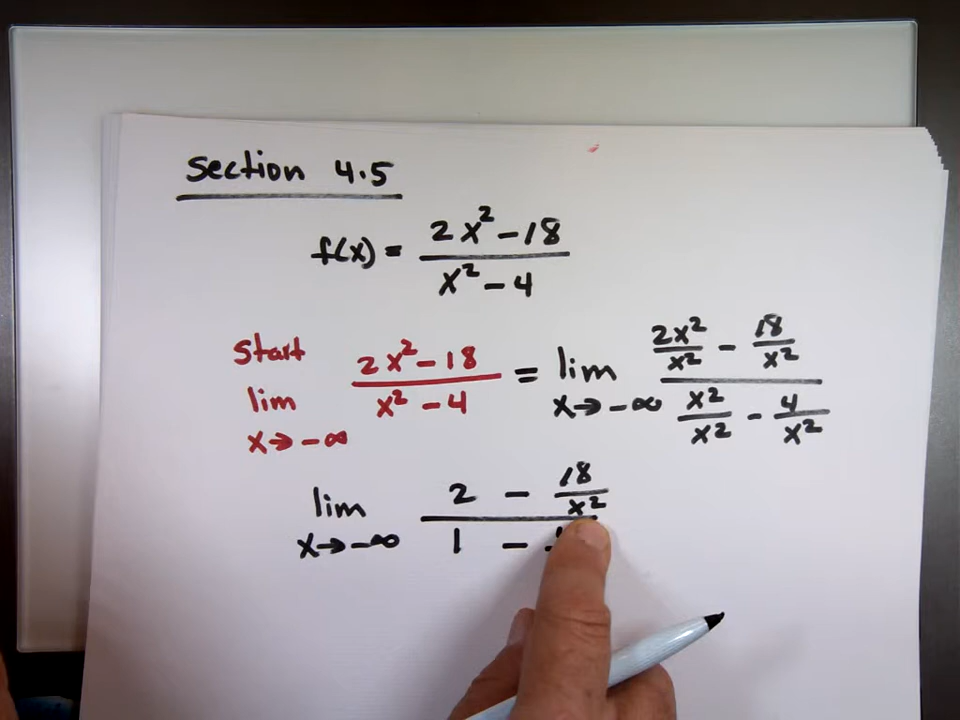 Section 4.5
f(x) = (2x² - 18)/(x² - 4)
Start lim x→-∞ (2x² - 18)/(x² - 4) = lim x→-∞ (2x²/x² - 18/x²)/(x²/x² - 4/x²)
lim x→-∞ (2 - 18/x²)/(1 -